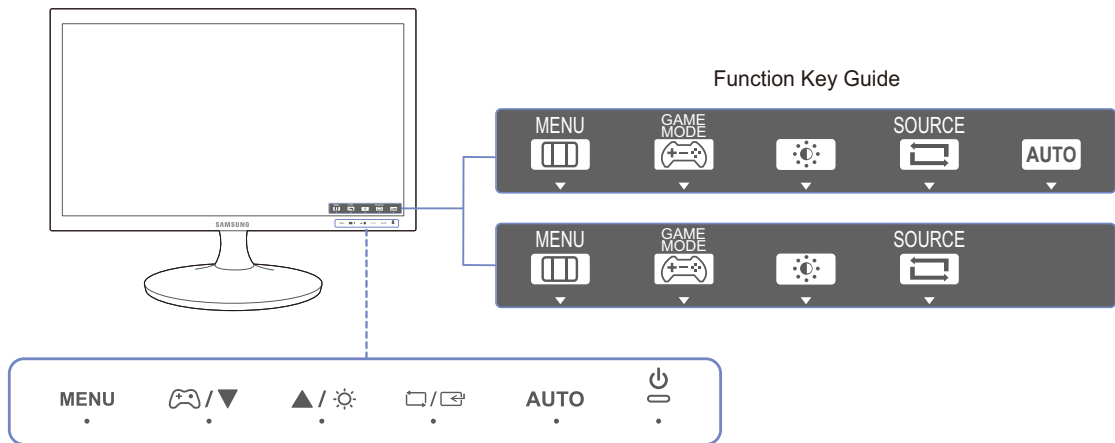 Function Key Guide
MENU
GAME
MODE
SOURCE
AUTO
SAMSUNG
MENU
GAME
MODE
SOURCE
MENU
/
/
/
AUTO